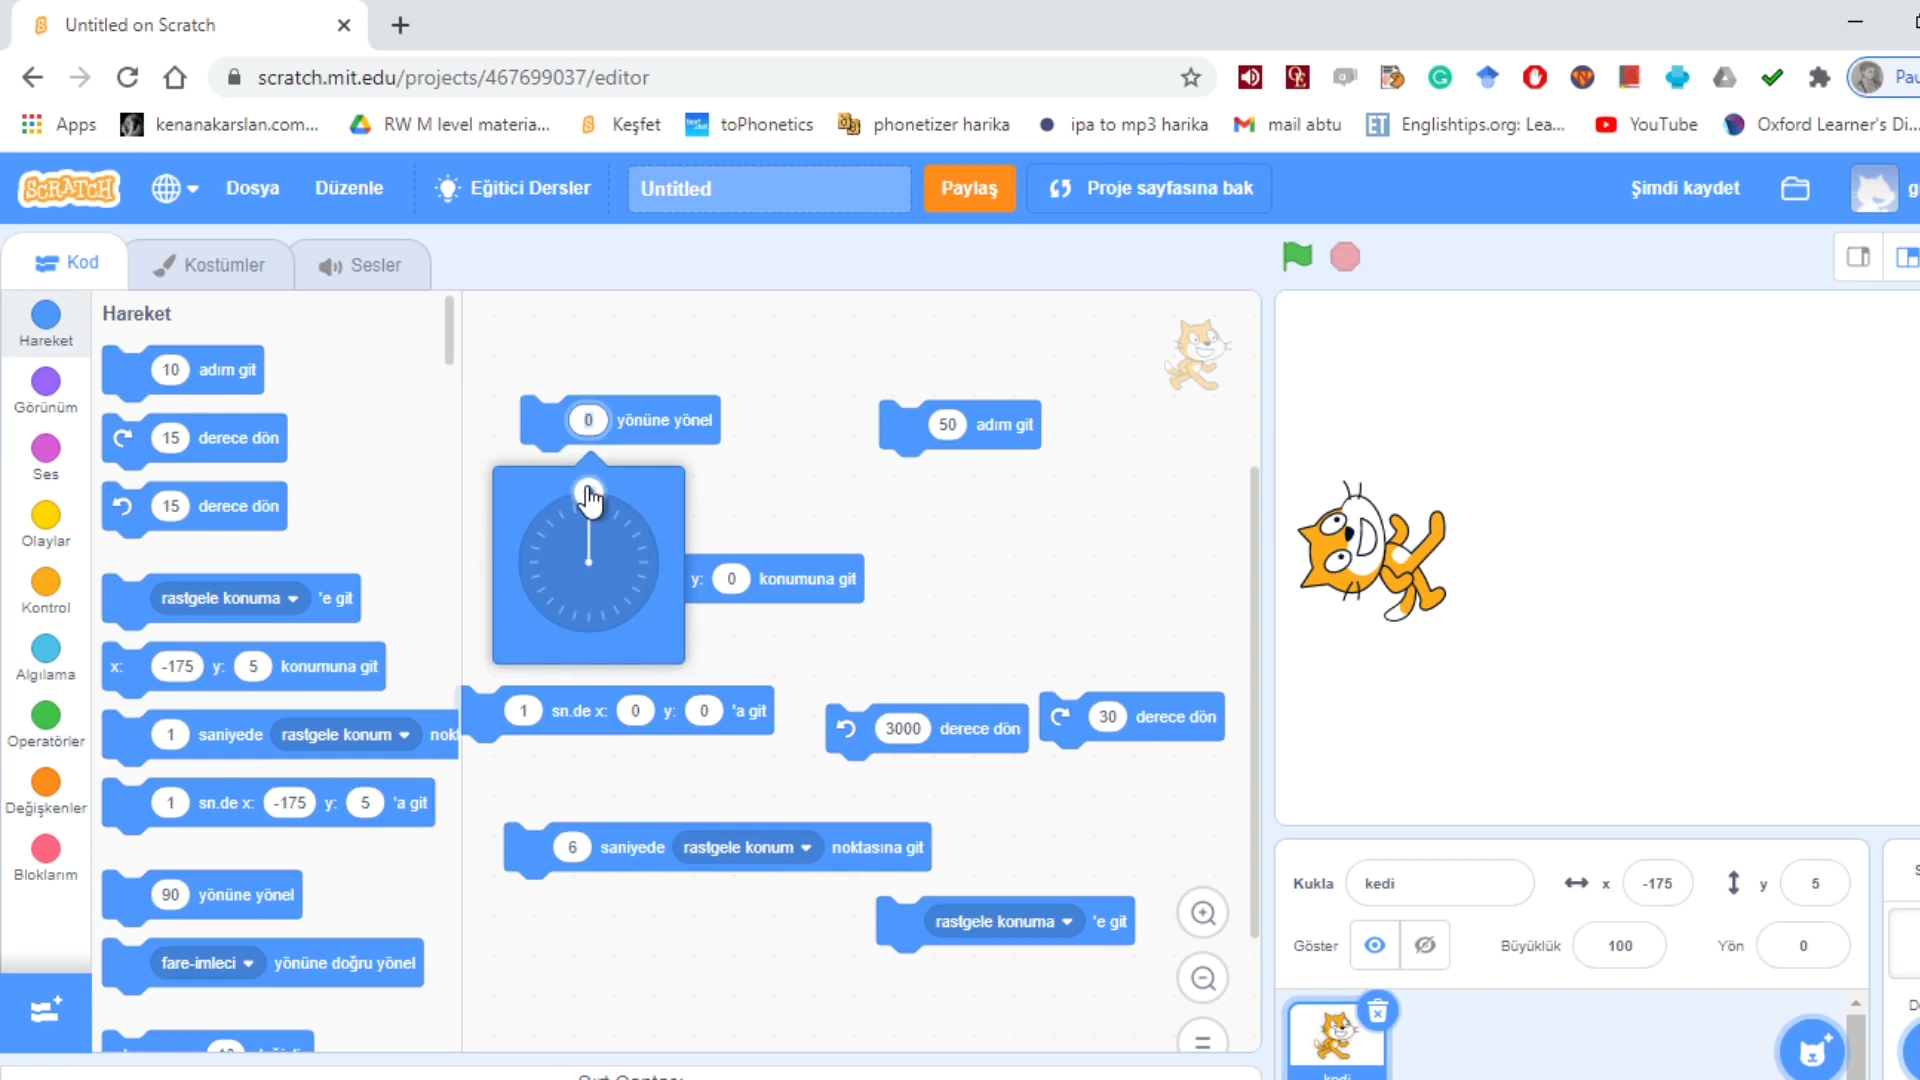 Untitled on Scratch
scratch.mit.edu/projects/467699037/editor
Pau
Apps
kenanakarslan.com...
RW M level materia...
Keşfet
toPhonetics
phonetizer harika
ipa to mp3 harika
mail abtu
Englishtips.org: Lea...
YouTube
Oxford Learner's Di...
SCRATCH
Dosya
Düzenle
Eğitici Dersler
Untitled
Paylaş
Proje sayfasına bak
Şimdi kaydet
Kod
Kostümler
Sesler
Hareket
Görünüm
Ses
Olaylar
Kontrol
Algılama
Operatörler
Değişkenler
Bloklarım
Hareket
10 adım git
15 derece dön
15 derece dön
rastgele konuma 'e git
x: -175 y: 5 konumuna git
1 saniyede rastgele konum nokt
1 sn.de x: -175 y: 5 'a git
90 yönüne yönel
fare-imleci yönüne doğru yönel
0 yönüne yönel
50 adım git
y: 0 konumuna git
1 sn.de x: 0 y: 0 'a git
3000 derece dön
30 derece dön
6 saniyede rastgele konum noktasına git
rastgele konuma 'e git
Kukla kedi x -175 y 5
Göster Büyüklük 100 Yön 0
kedi